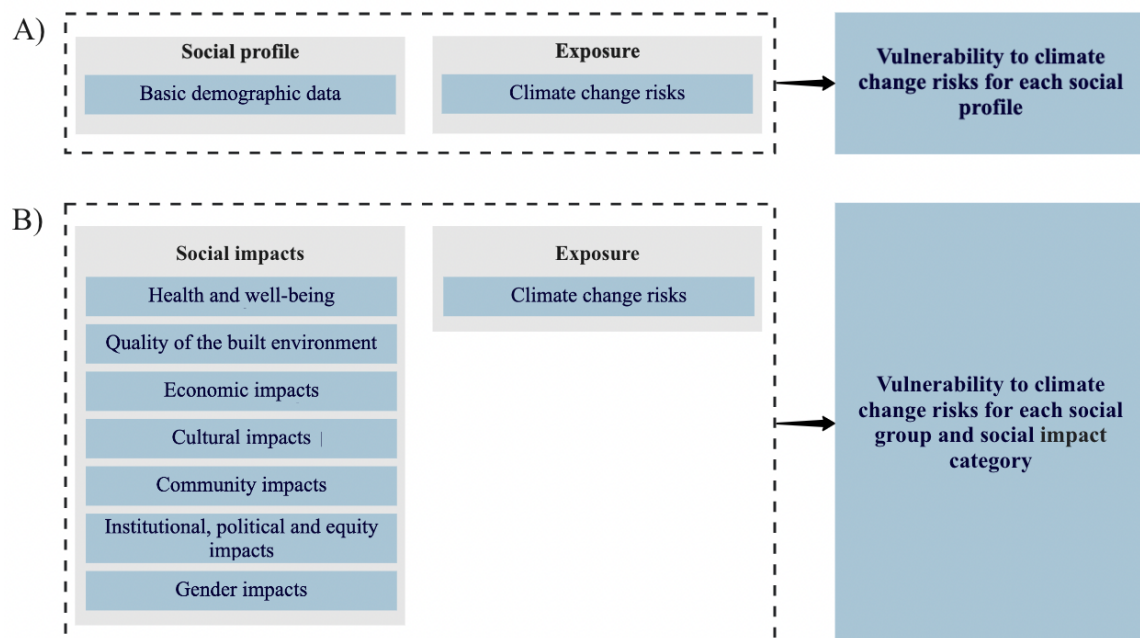 A)
Social profile
Basic demographic data
Exposure
Climate change risks
Vulnerability to climate
change risks for each social
profile
B)
Social impacts
Health and well-being
Quality of the built environment
Economic impacts
Cultural impacts
Community impacts
Institutional, political and equity
impacts
Gender impacts
Exposure
Climate change risks
Vulnerability to climate
change risks for each social
group and social impact
category